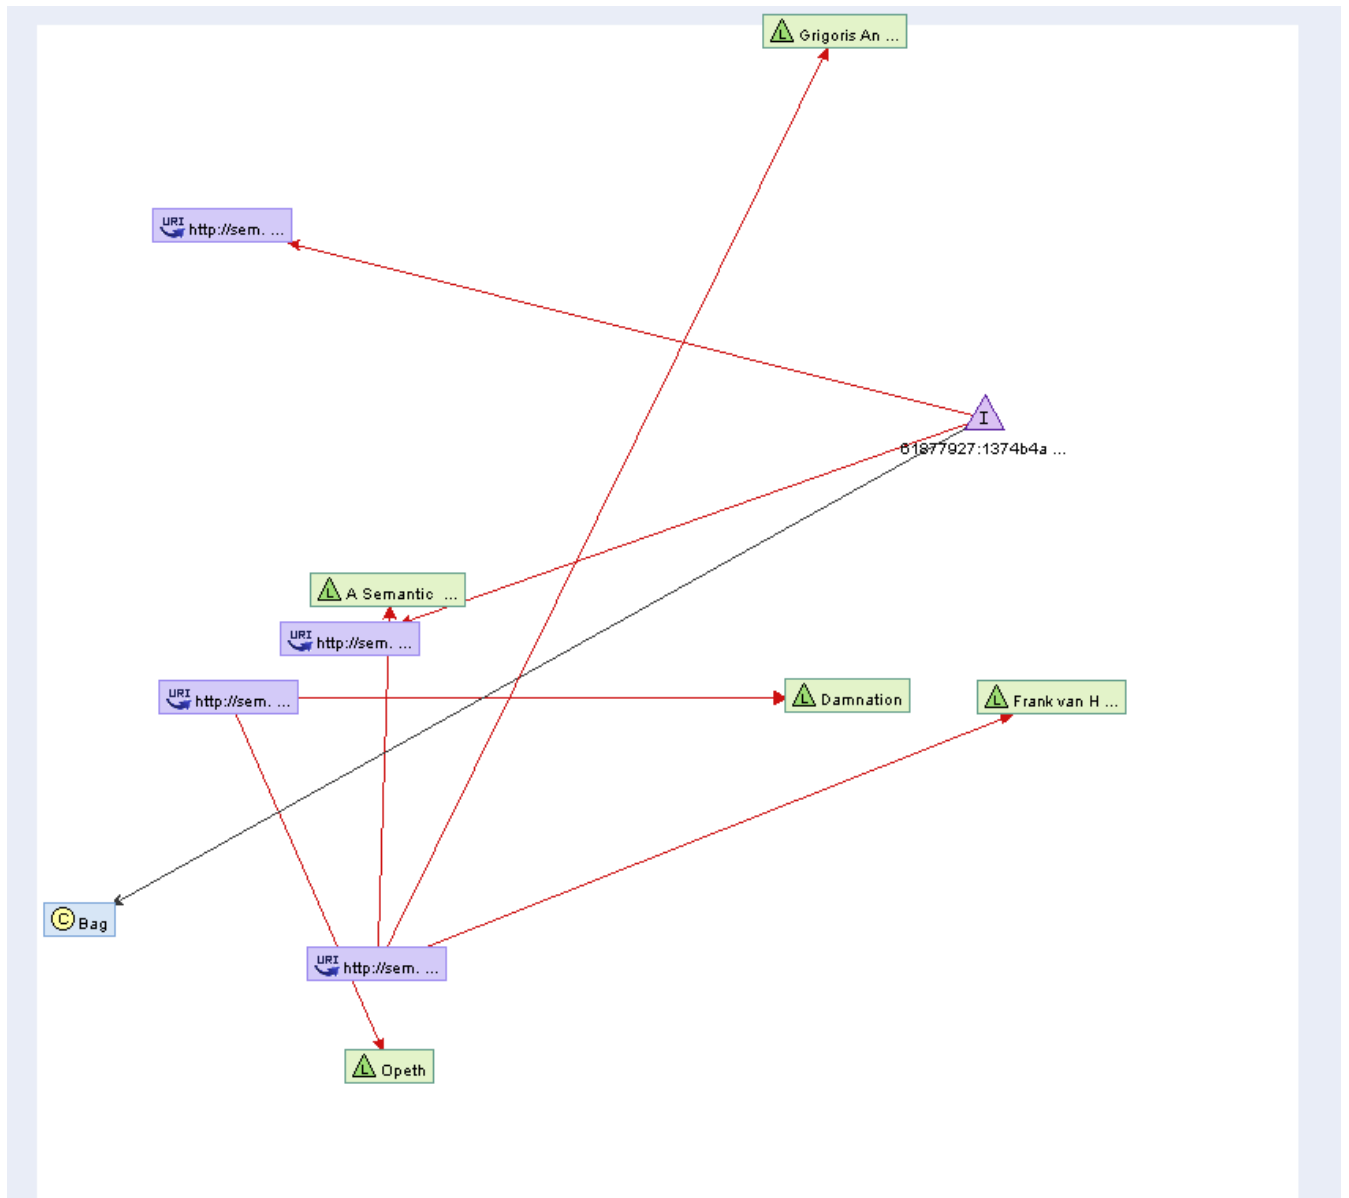 L Grigoris An ...
URI http://sem. ...
I
61877927:1374b4a ...
L A Semantic ...
URI http://sem. ...
URI http://sem. ...
L Damnation
L Frank van H ...
C Bag
URI http://sem. ...
L Opeth